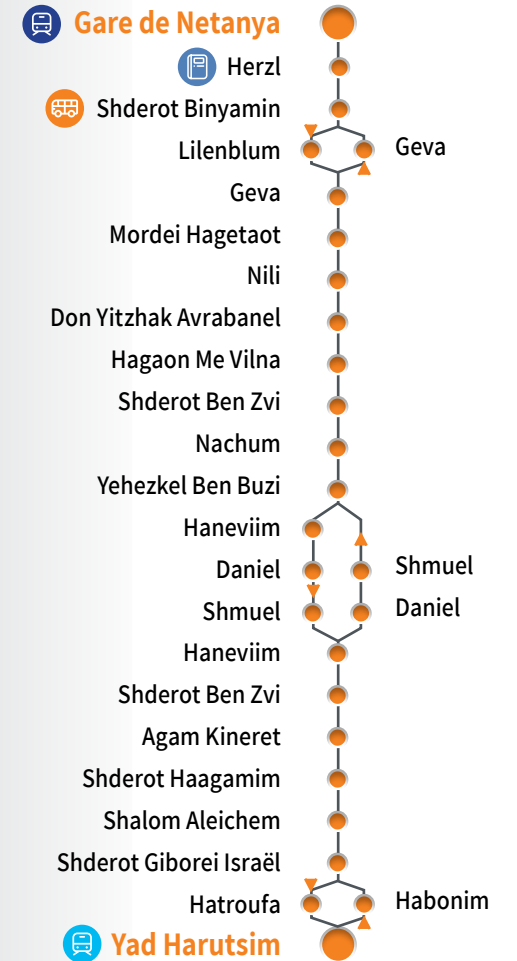 Gare de Netanya
Herzl
Shderot Binyamin
Lilenblum
Geva
Geva
Mordei Hagetaot
Nili
Don Yitzhak Avrabanel
Hagaon Me Vilna
Shderot Ben Zvi
Nachum
Yehezkel Ben Buzi
Haneviim
Daniel
Shmuel
Shmuel
Daniel
Haneviim
Shderot Ben Zvi
Agam Kineret
Shderot Haagamim
Shalom Aleichem
Shderot Giborei Israël
Hatroufa
Habonim
Yad Harutsim